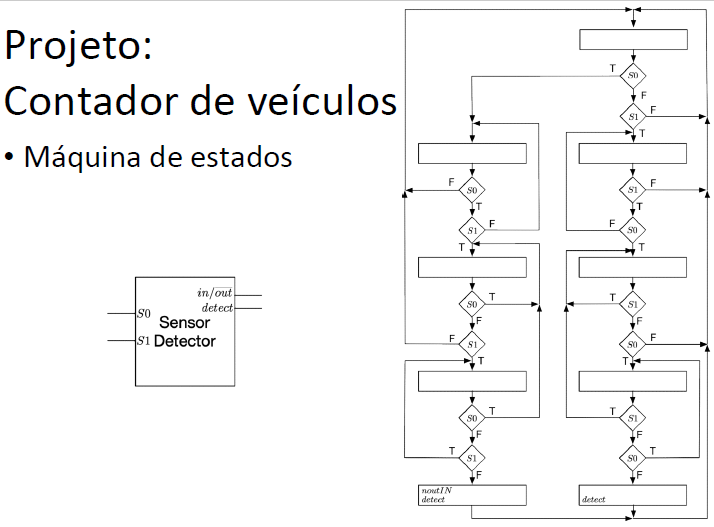 Projeto:
Contador de veículos
• Máquina de estados
in/out̅
detect
S0
Sensor
S1 Detector
T S0
F
S1 F
T
F S0
T
S1 F
T
S0 T
F
F S1
T
S0 T
F
T S1
F
noutIN
detect
S1 F
T
F S0
T
T S1
F
S0 F
T
T S1
F
S0 T
F
detect